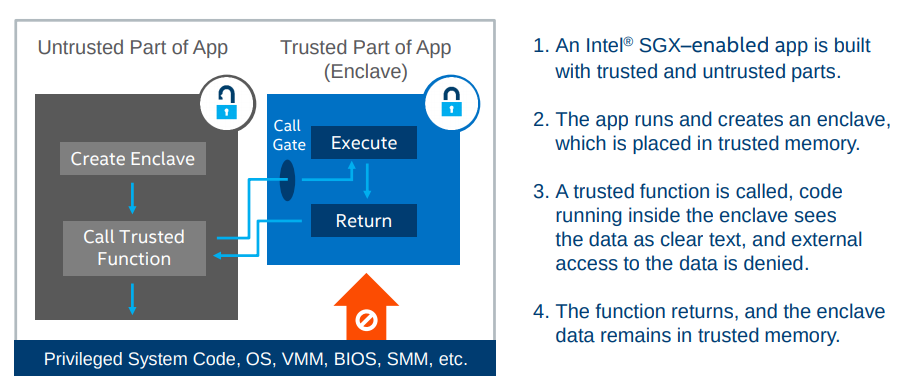 Untrusted Part of App
Trusted Part of App
(Enclave)
Create Enclave
Call Trusted
Function
Call
Gate
Execute
Return
Privileged System Code, OS, VMM, BIOS, SMM, etc.
1. An Intel® SGX–enabled app is built
with trusted and untrusted parts.
2. The app runs and creates an enclave,
which is placed in trusted memory.
3. A trusted function is called, code
running inside the enclave sees
the data as clear text, and external
access to the data is denied.
4. The function returns, and the enclave
data remains in trusted memory.